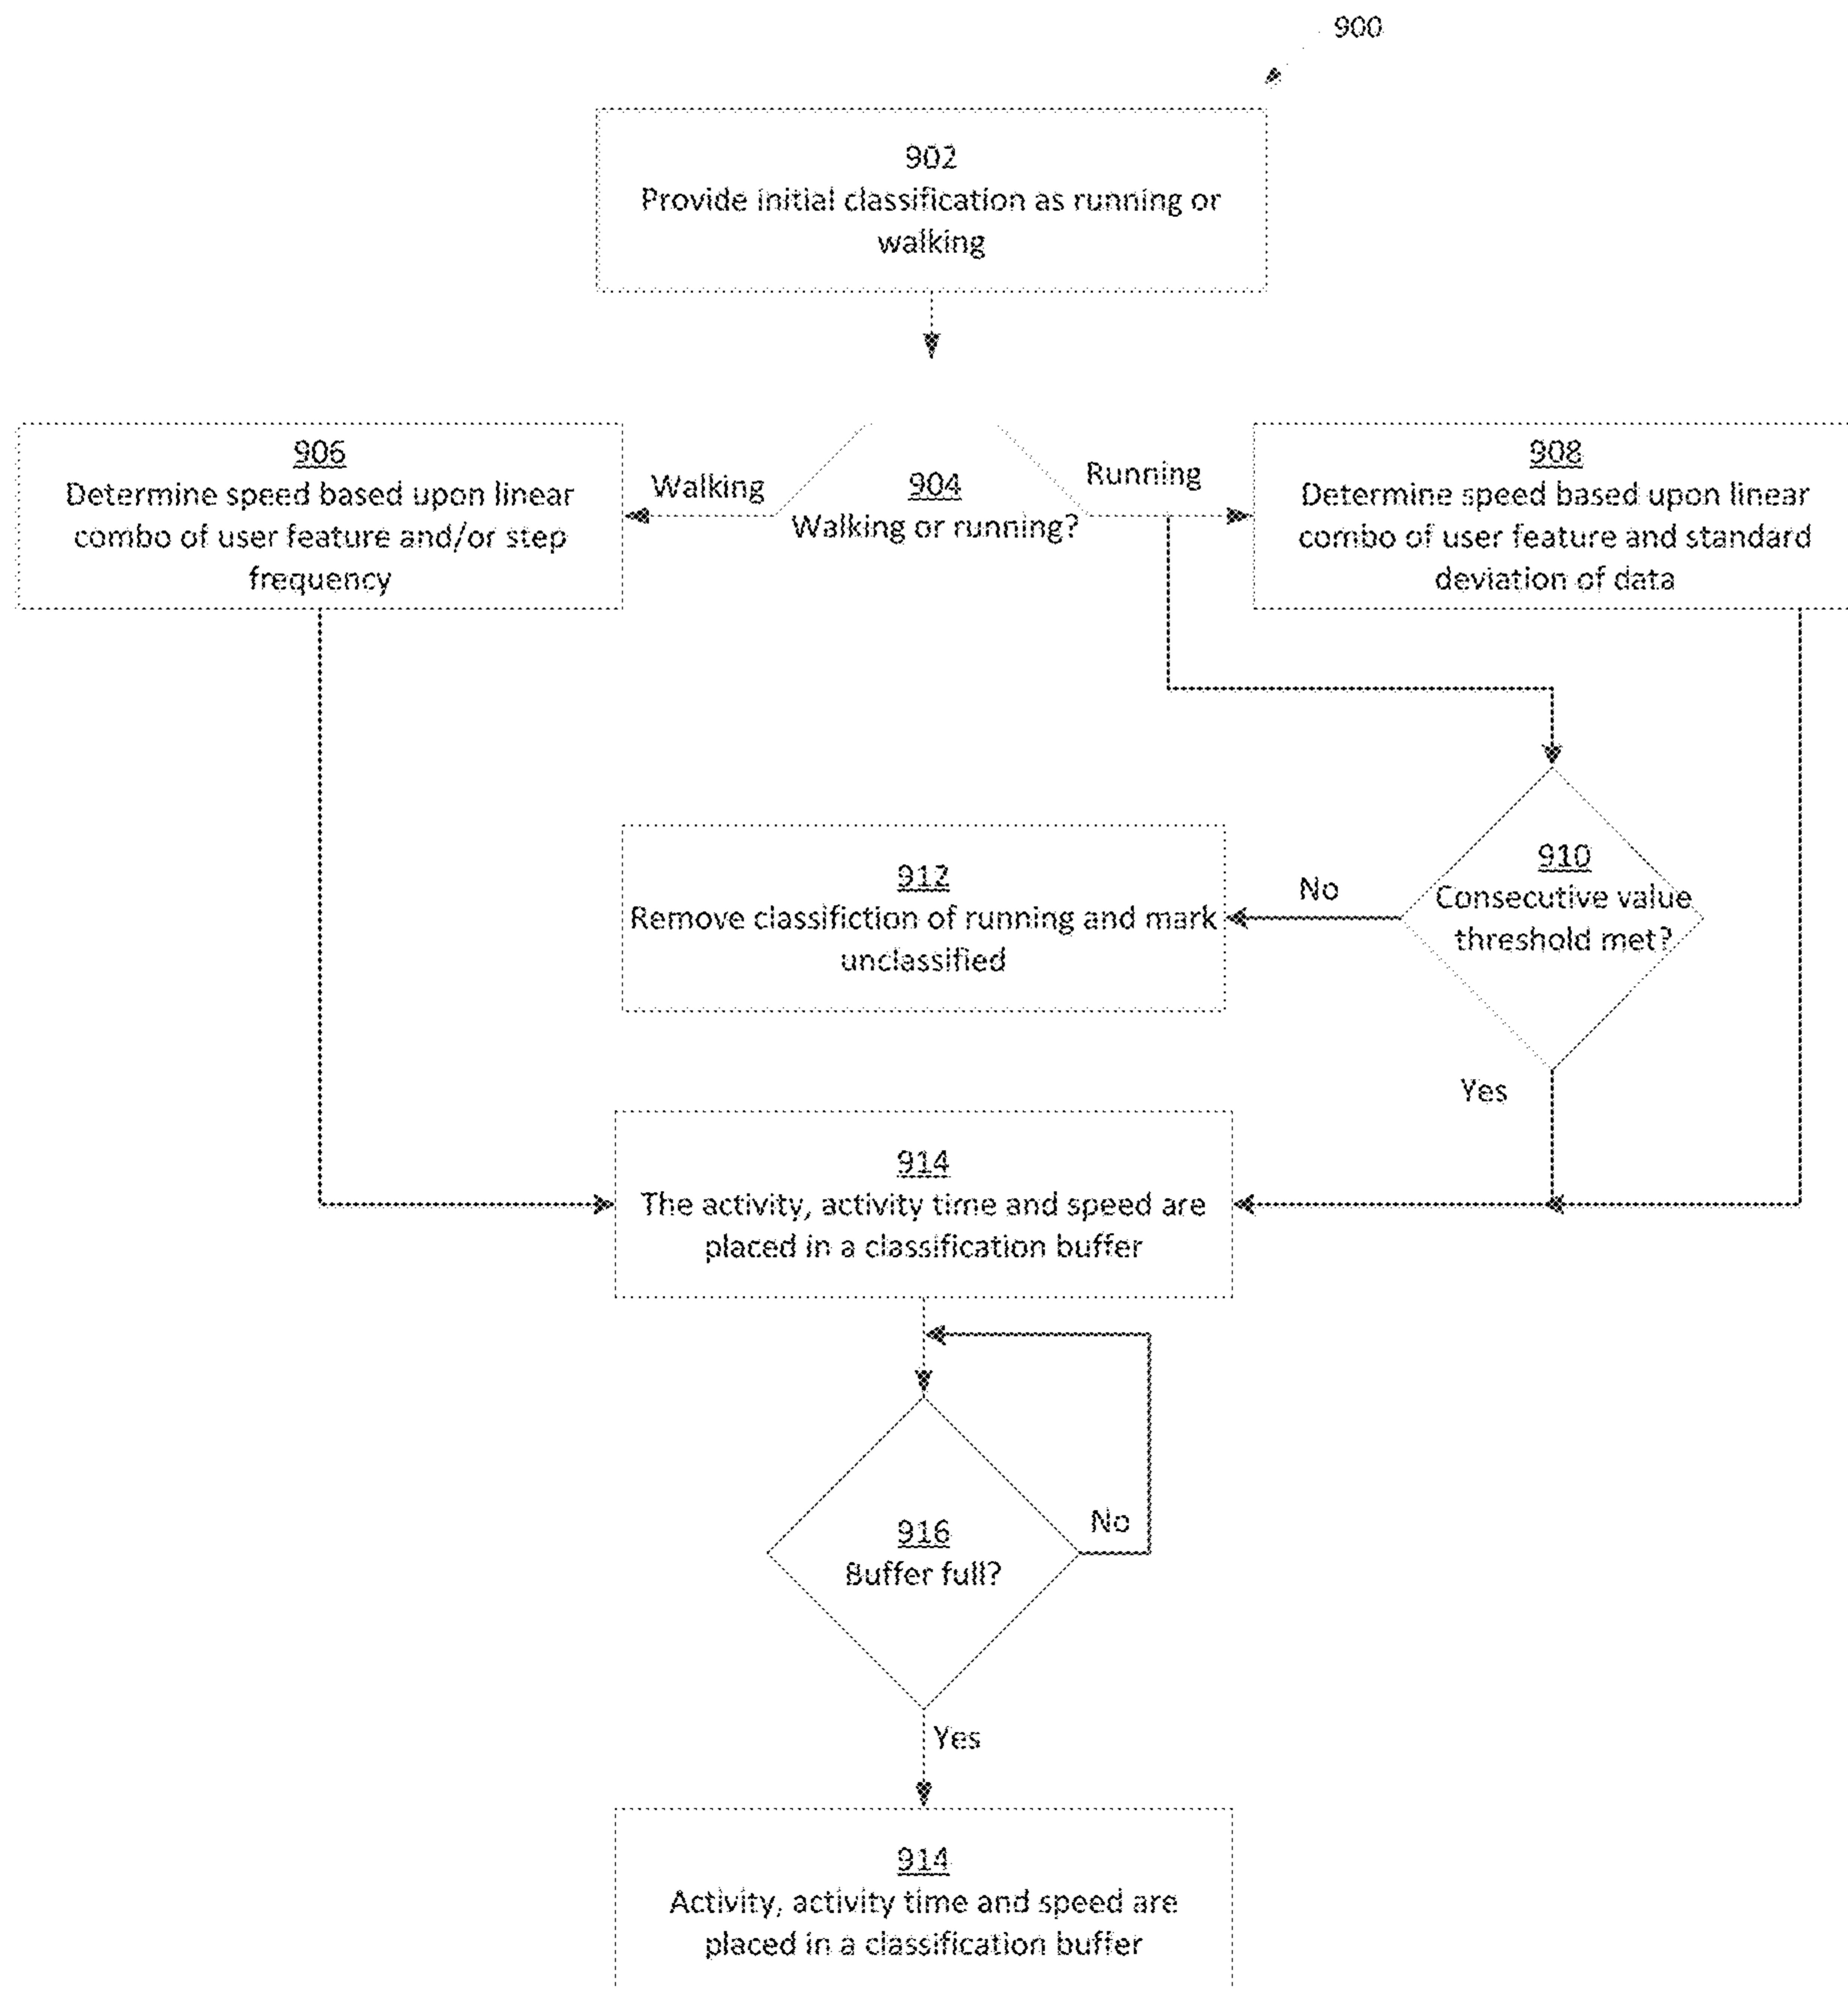 900
902
Provide initial classification as running or
walking
906
Determine speed based upon linear
combo of user feature and/or step
frequency
Walking
904
Walking or running?
Running
908
Determine speed based upon linear
combo of user feature and standard
deviation of data
910
Consecutive value
threshold met?
No
912
Remove classifiction of running and mark
unclassified
Yes
914
The activity, activity time and speed are
placed in a classification buffer
916
Buffer full?
No
Yes
914
Activity, activity time and speed are
placed in a classification buffer